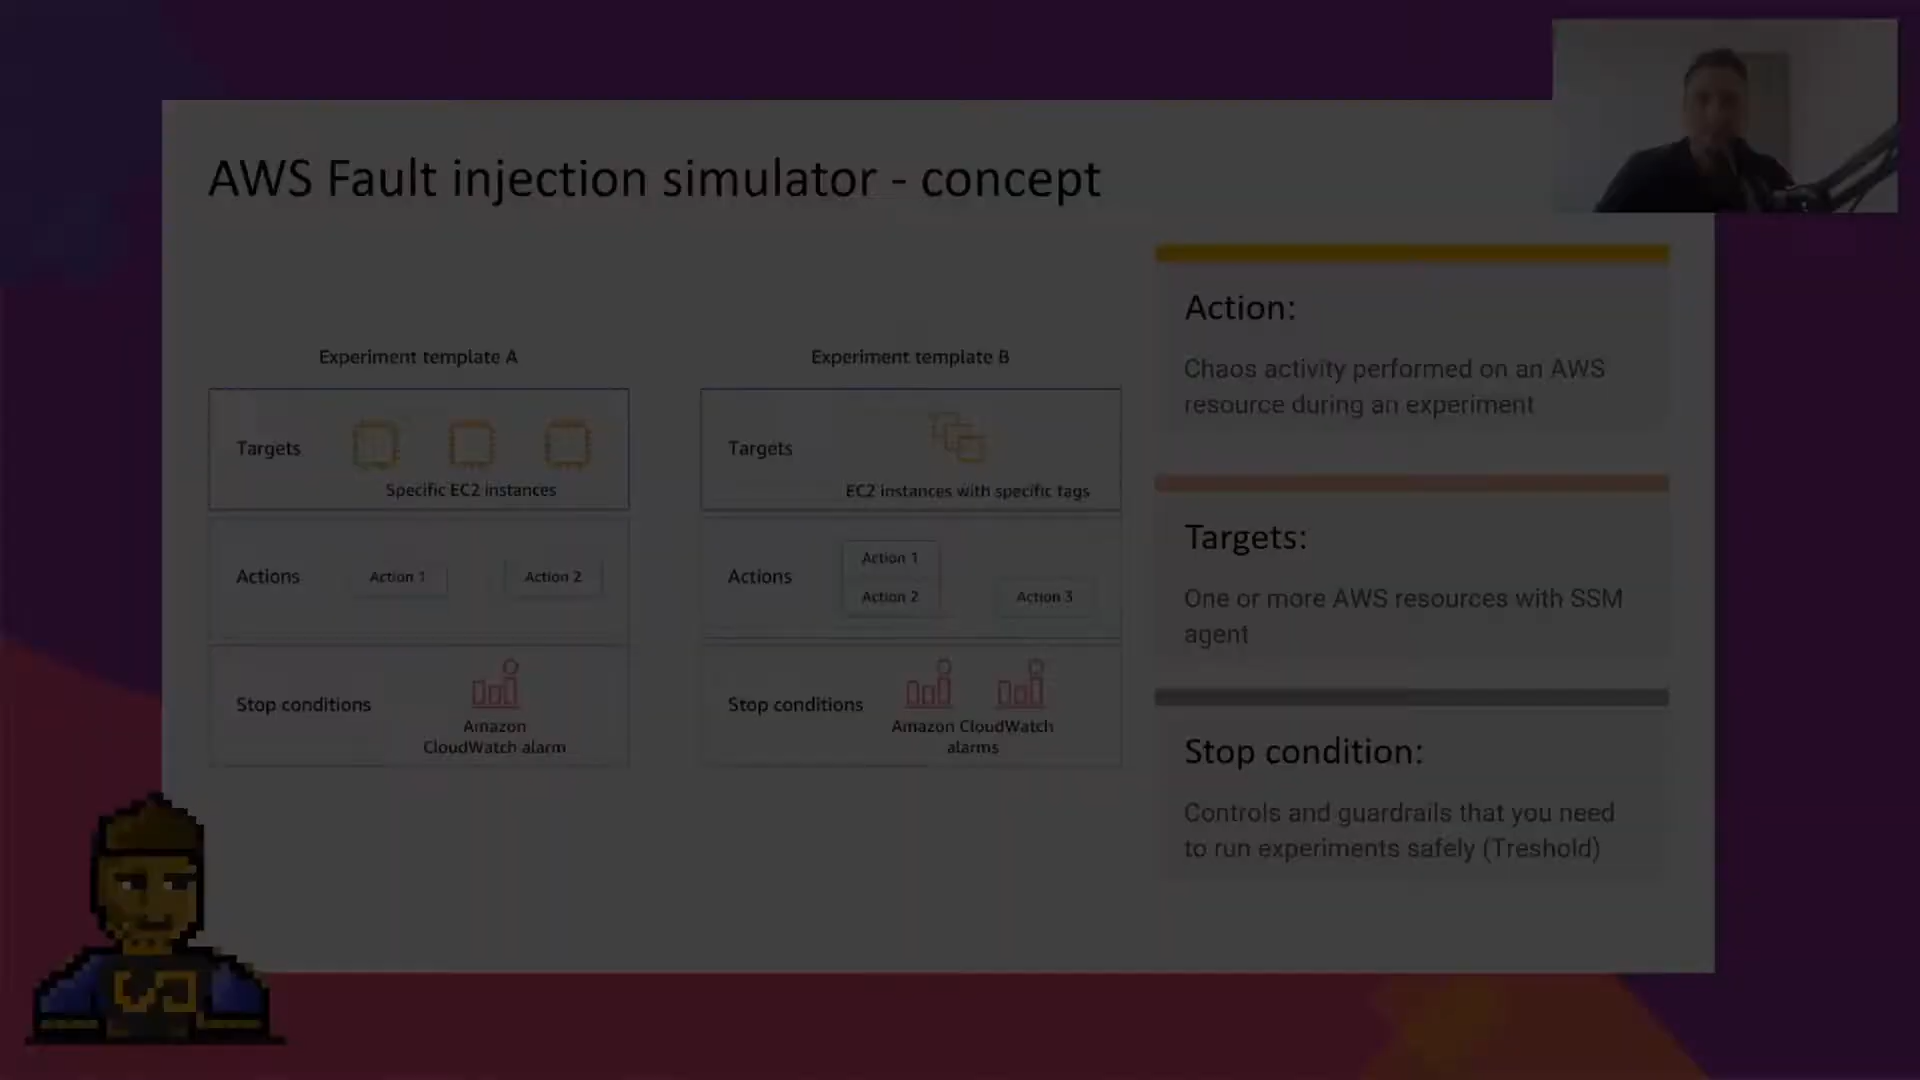 AWS Fault injection simulator - concept
Experiment template A
Targets
Specific EC2 instances
Actions
Action 1
Action 2
Stop conditions
Amazon
CloudWatch alarm
Experiment template B
Targets
EC2 instances with specific tags
Actions
Action 1
Action 2
Action 3
Stop conditions
Amazon CloudWatch
alarms
Action:
Chaos activity performed on an AWS
resource during an experiment
Targets:
One or more AWS resources with SSM
agent
Stop condition:
Controls and guardrails that you need
to run experiments safely (Treshold)